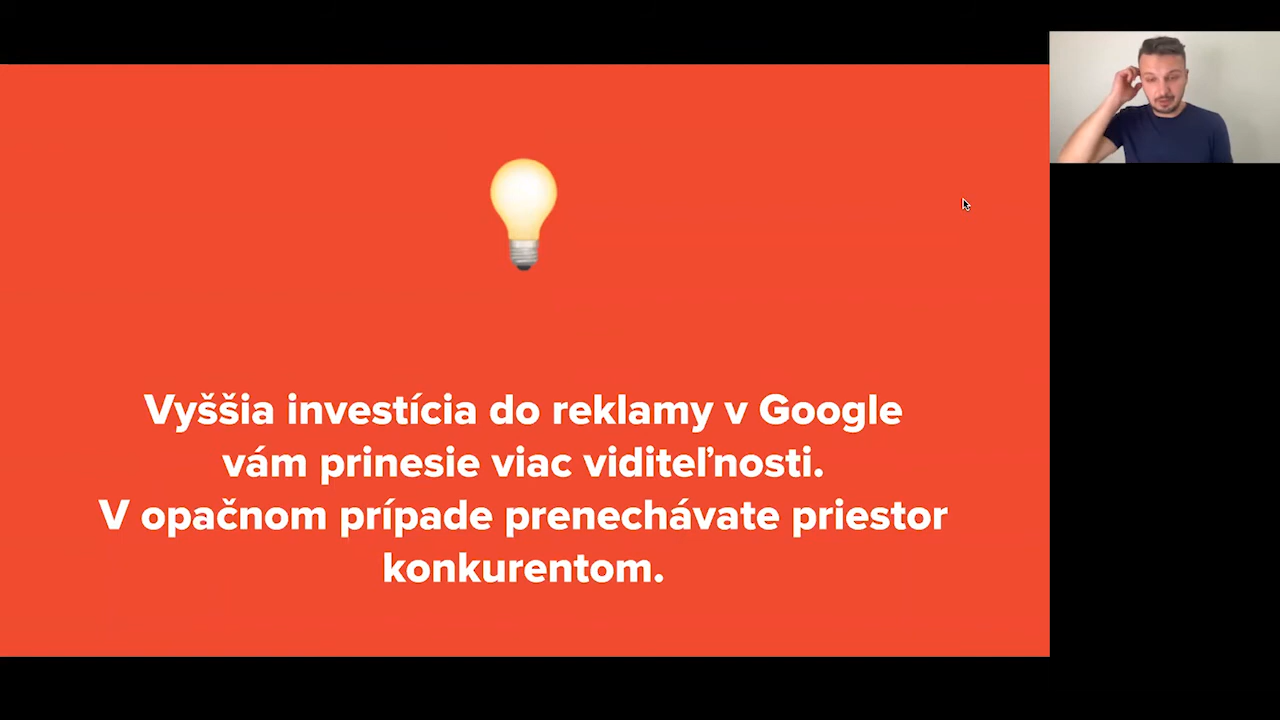 Vyššia investícia do reklamy v Google
vám prinesie viac viditeľnosti.
V opačnom prípade prenechávate priestor
konkurentom.